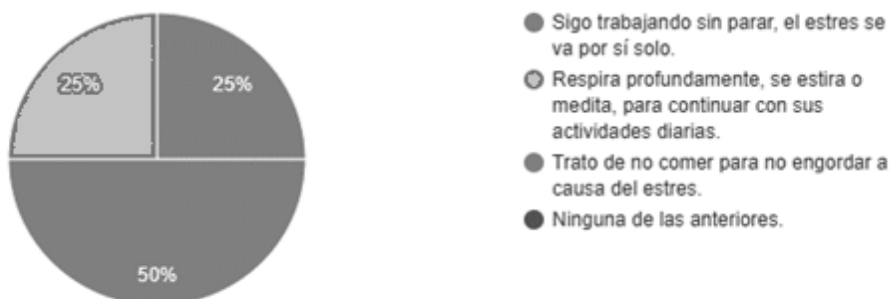 25%
25%
50%
Sigo trabajando sin parar, el estres se
va por sí solo.
Respira profundamente, se estira o
medita, para continuar con sus
actividades diarias.
Trato de no comer para no engordar a
causa del estres.
Ninguna de las anteriores.